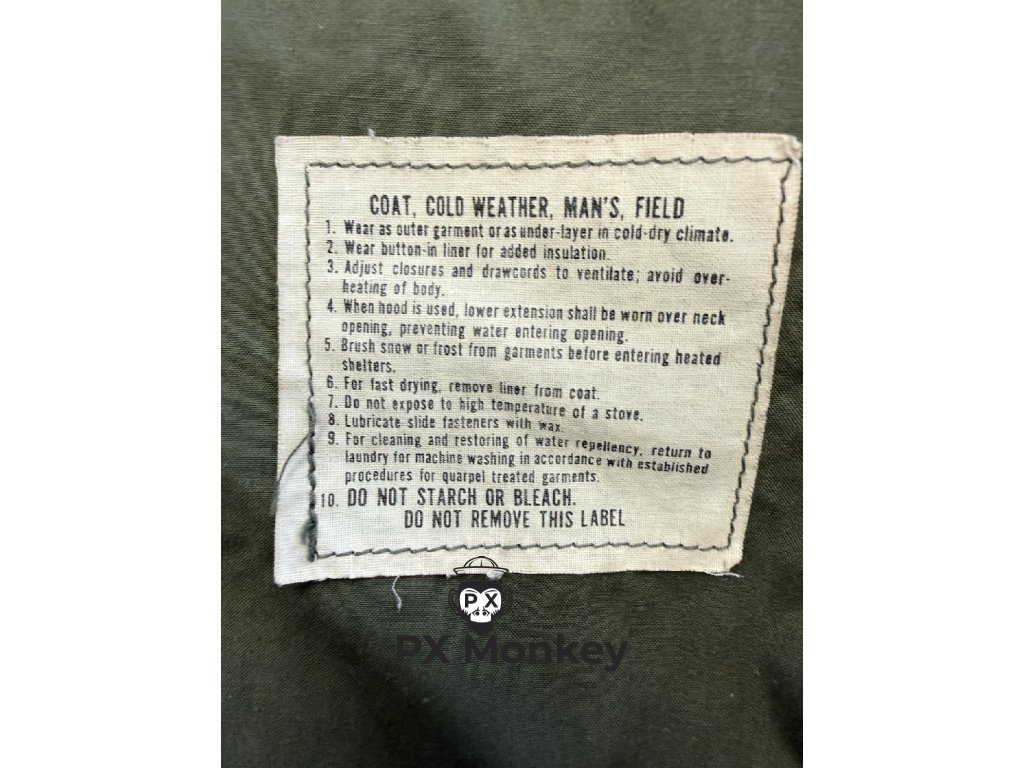 COAT, COLD WEATHER, MAN'S, FIELD
1. Wear as outer garment or as under-layer in cold-dry climate.
2. Wear button-in liner for added insulation.
3. Adjust closures and drawcords to ventilate; avoid over-
heating of body.
4. When hood is used, lower extension shall be worn over neck
opening, preventing water entering opening.
5. Brush snow or frost from garments before entering heated
shelters.
6. For fast drying, remove liner from coat.
7. Do not expose to high temperature of a stove.
8. Lubricate slide fasteners with wax.
9. For cleaning and restoring of water repellency, return to
laundry for machine washing in accordance with established
procedures for quarpel treated garments.
10. DO NOT STARCH OR BLEACH.
DO NOT REMOVE THIS LABEL
PX
PX Monkey